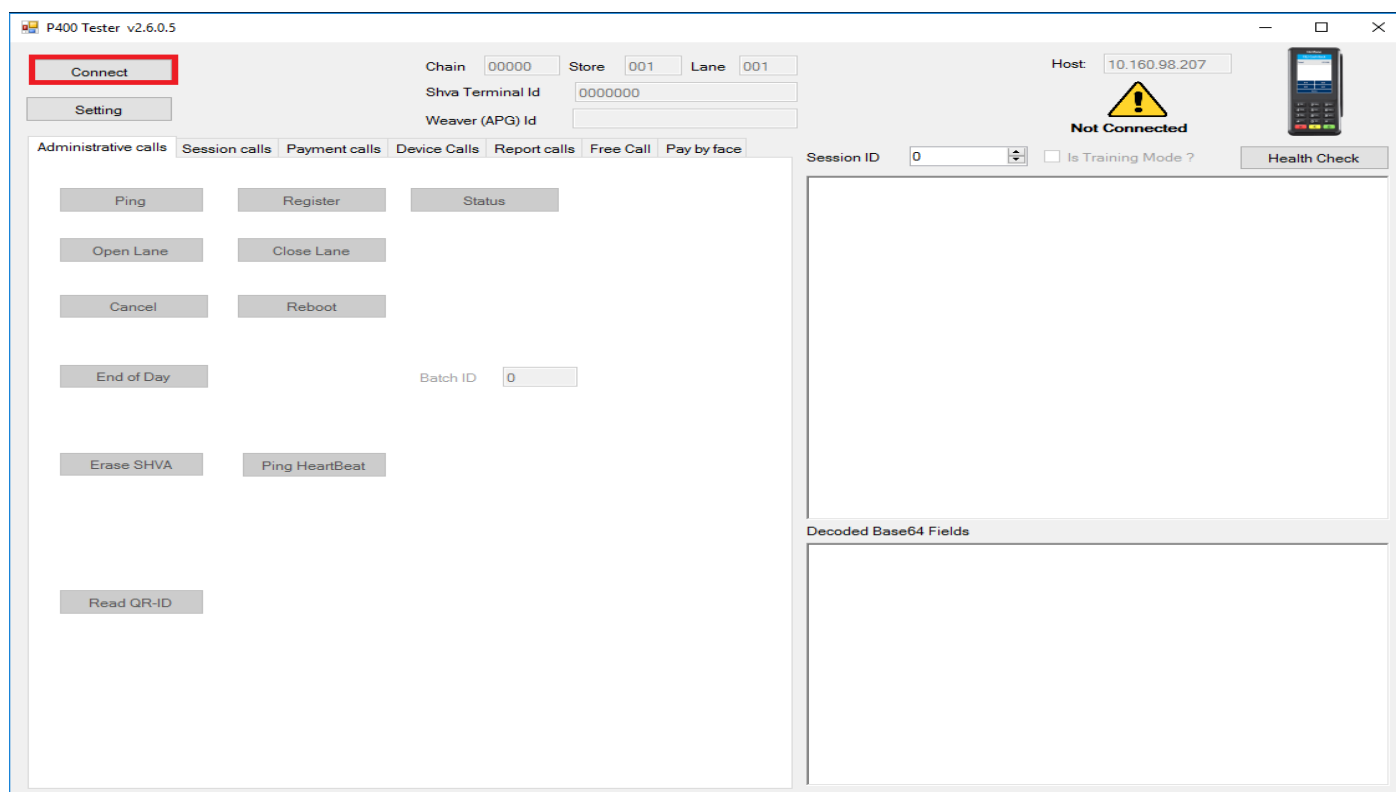 P400 Tester v2.6.0.5
Connect
Chain 00000 Store 001 Lane 001
Host: 10.160.98.207
Shva Terminal Id 0000000
Setting
Weaver (APG) Id
Not Connected
Administrative calls Session calls Payment calls Device Calls Report calls Free Call Pay by face
Session ID 0 Is Training Mode ? Health Check
Ping Register Status
Open Lane Close Lane
Cancel Reboot
End of Day Batch ID 0
Erase SHVA Ping HeartBeat
Decoded Base64 Fields
Read QR-ID